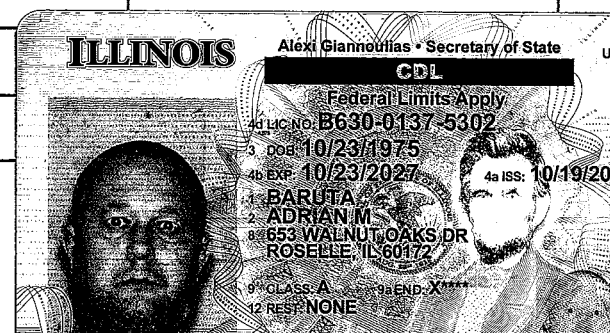 ILLINOIS
Alexi Giannoulias • Secretary of State
U
CDL
Federal Limits Apply
4d LIC NO: B630-0137-5302
3 DOB: 10/23/1975
4b EXP: 10/23/2027
4a ISS: 10/19/20
1 BARUTA
2 ADRIAN M
8 653 WALNUT OAKS DR
ROSELLE, IL 60172
9 CLASS: A 9a END: X****
12 REST: NONE